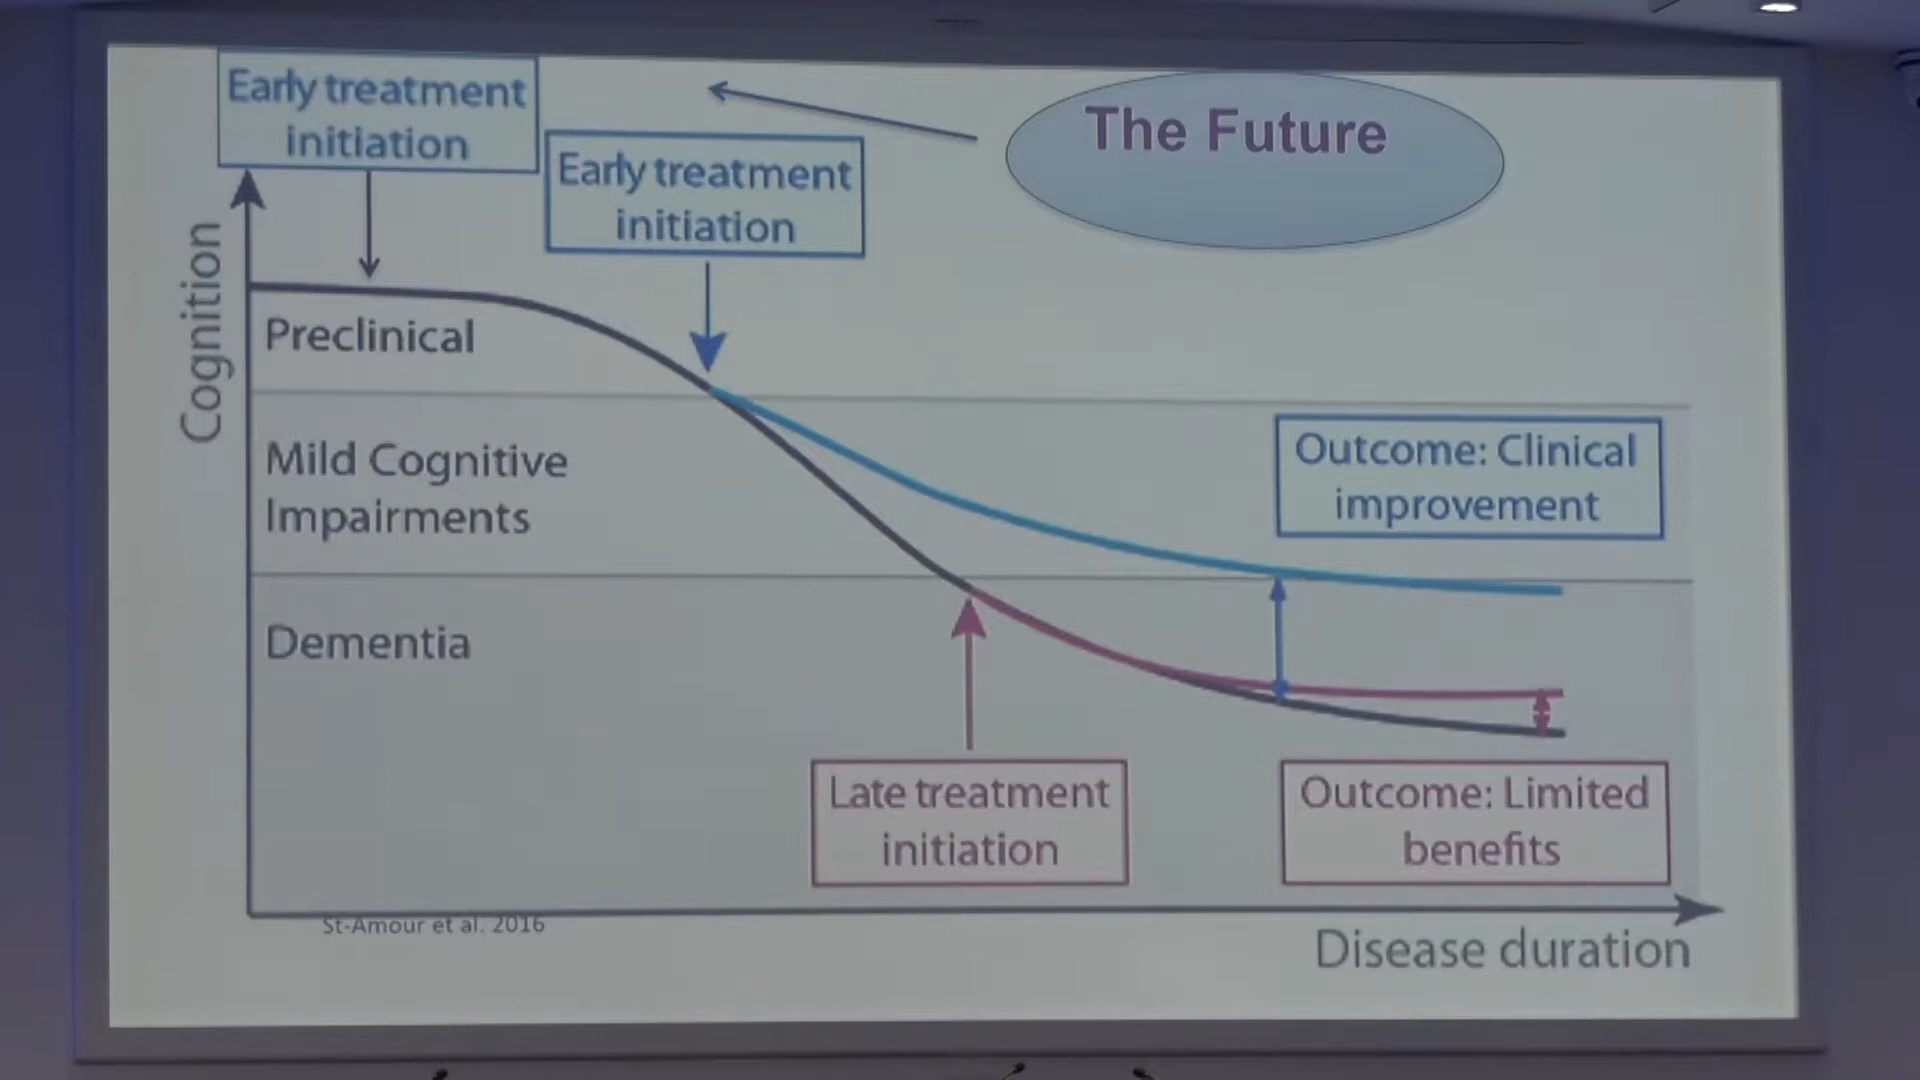 Early treatment
initiation
Early treatment
initiation
The Future
Cognition
Preclinical
Mild Cognitive
Impairments
Dementia
Outcome: Clinical
improvement
Late treatment
initiation
Outcome: Limited
benefits
St-Amour et al. 2016
Disease duration